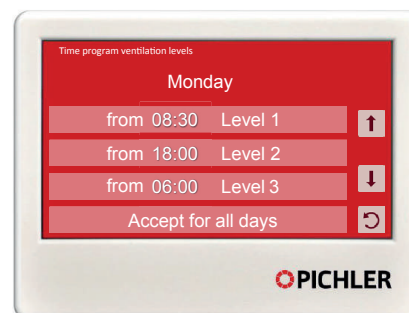 Time program ventilation levels
Monday
from 08:30 Level 1
from 18:00 Level 2
from 06:00 Level 3
Accept for all days
PICHLER